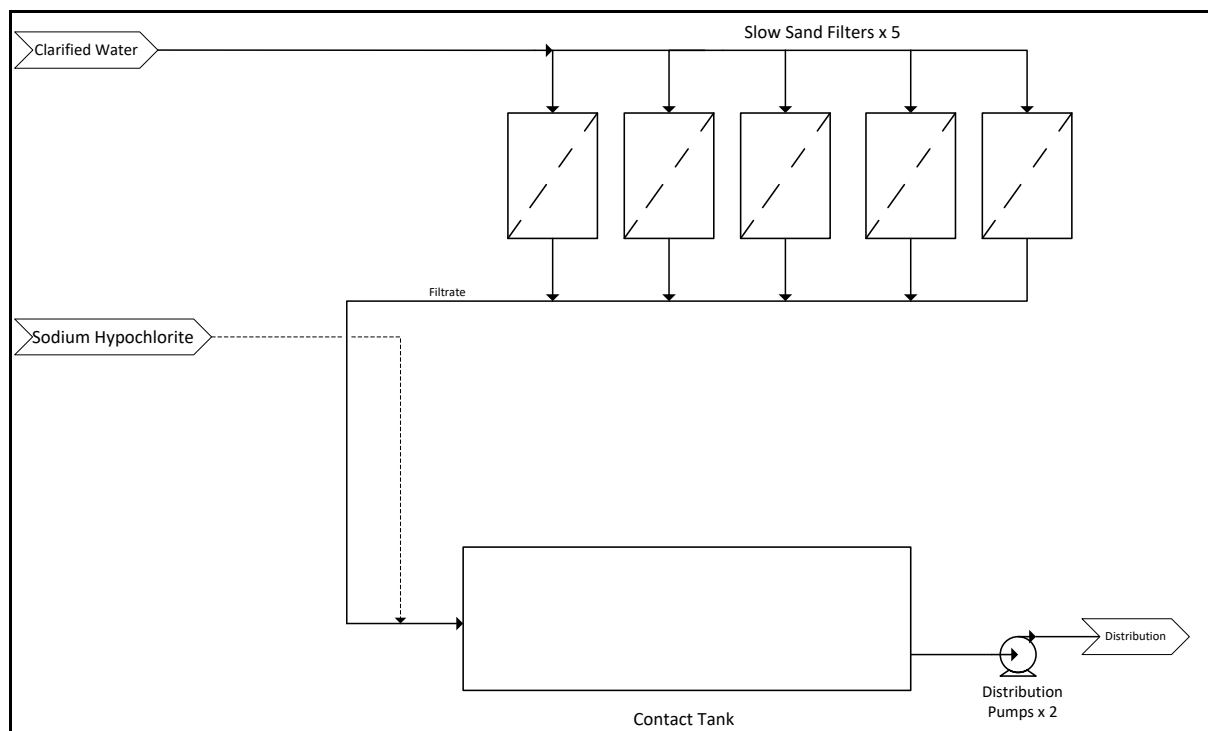 Slow Sand Filters x 5
Clarified Water
Filtrate
Sodium Hypochlorite
Distribution
Distribution
Pumps x 2
Contact Tank